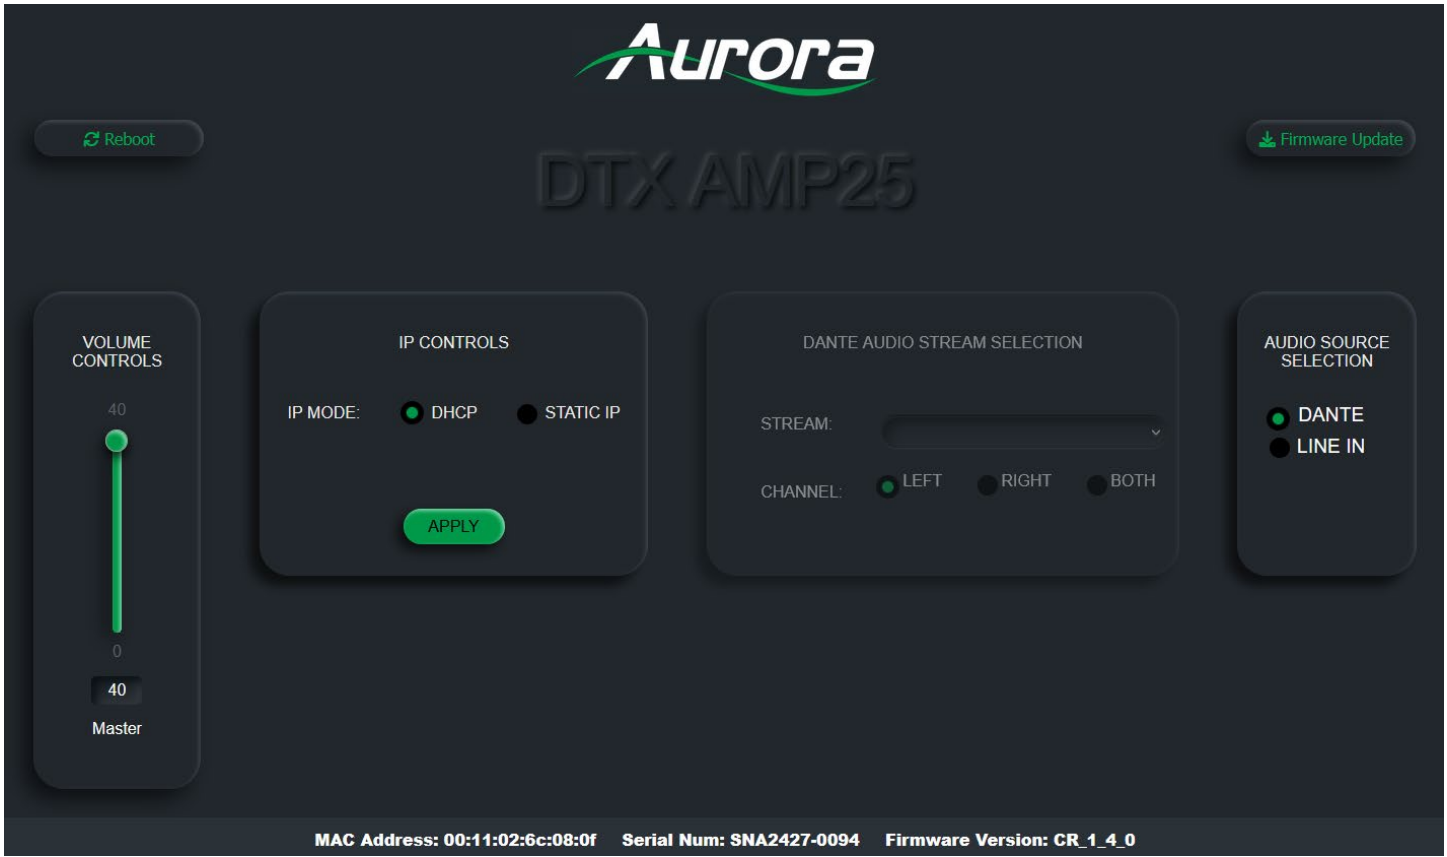 Aurora
Reboot
Firmware Update
DTX AMP25
VOLUME
CONTROLS
40
0
40
Master
IP CONTROLS
IP MODE: DHCP STATIC IP
APPLY
DANTE AUDIO STREAM SELECTION
STREAM:
CHANNEL: LEFT RIGHT BOTH
AUDIO SOURCE
SELECTION
DANTE
LINE IN
MAC Address: 00:11:02:6c:08:0f Serial Num: SNA2427-0094 Firmware Version: CR_1_4_0